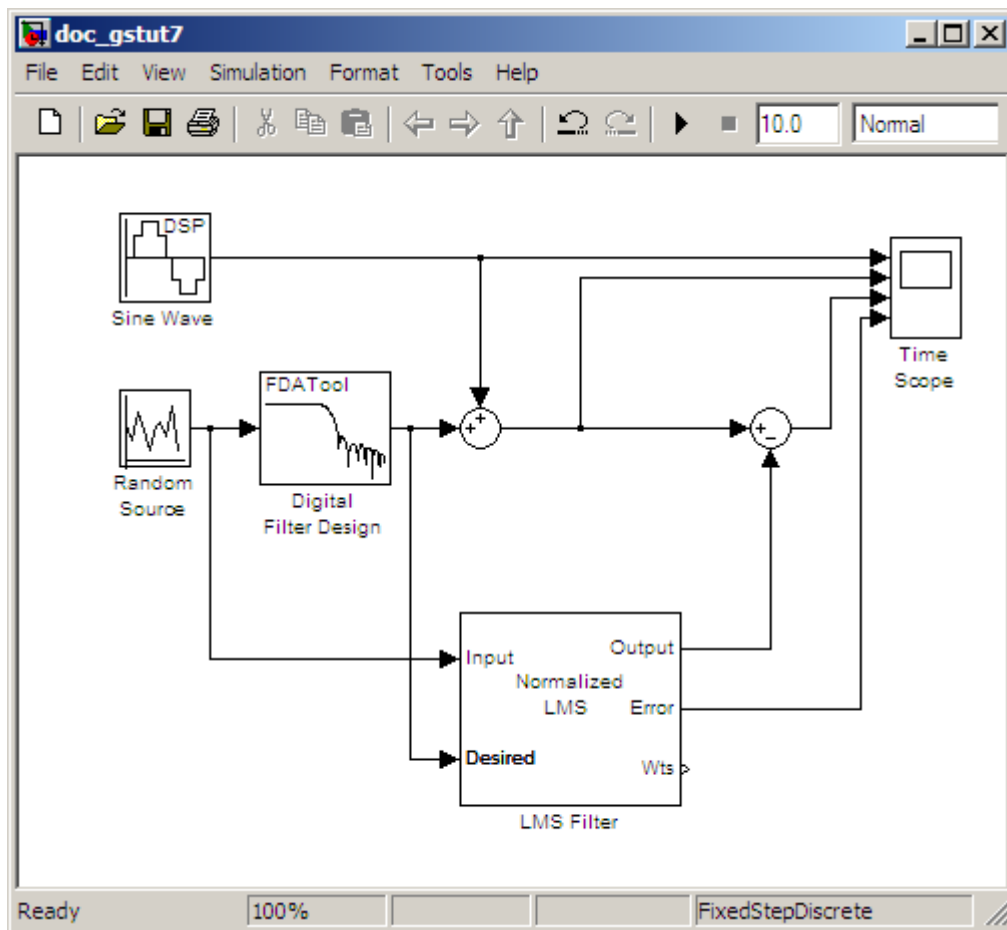 doc_gstut7
File Edit View Simulation Format Tools Help
10.0 Normal
DSP
Sine Wave
Time
Scope
FDATool
Random
Source
Digital
Filter Design
Input
Output
Normalized
LMS
Error
Desired
Wts
LMS Filter
Ready 100% FixedStepDiscrete